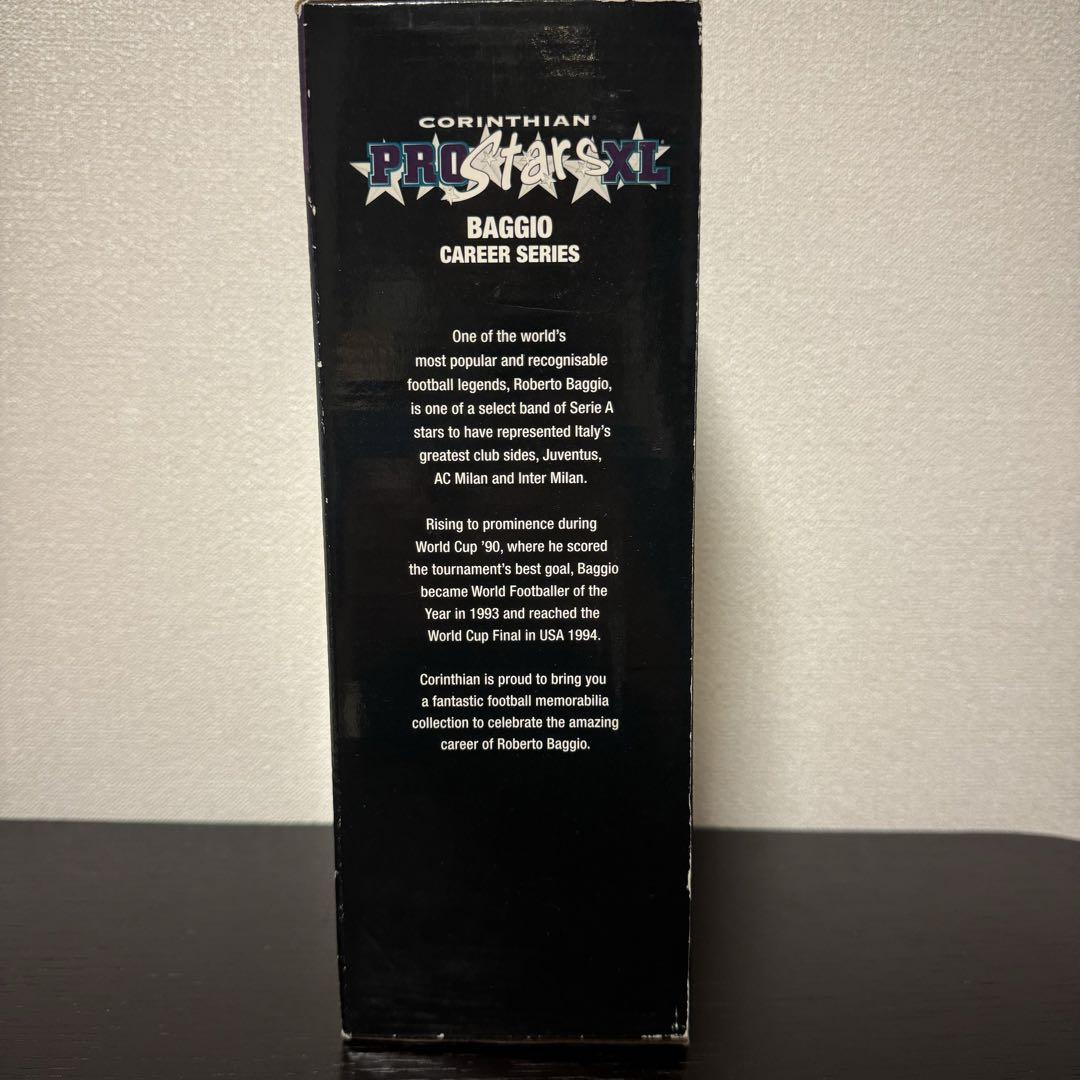 CORINTHIAN®
PRO Stars XL
BAGGIO
CAREER SERIES
One of the world's
most popular and recognisable
football legends, Roberto Baggio,
is one of a select band of Serie A
stars to have represented Italy's
greatest club sides, Juventus,
AC Milan and Inter Milan.
Rising to prominence during
World Cup '90, where he scored
the tournament's best goal, Baggio
became World Footballer of the
Year in 1993 and reached the
World Cup Final in USA 1994.
Corinthian is proud to bring you
a fantastic football memorabilia
collection to celebrate the amazing
career of Roberto Baggio.